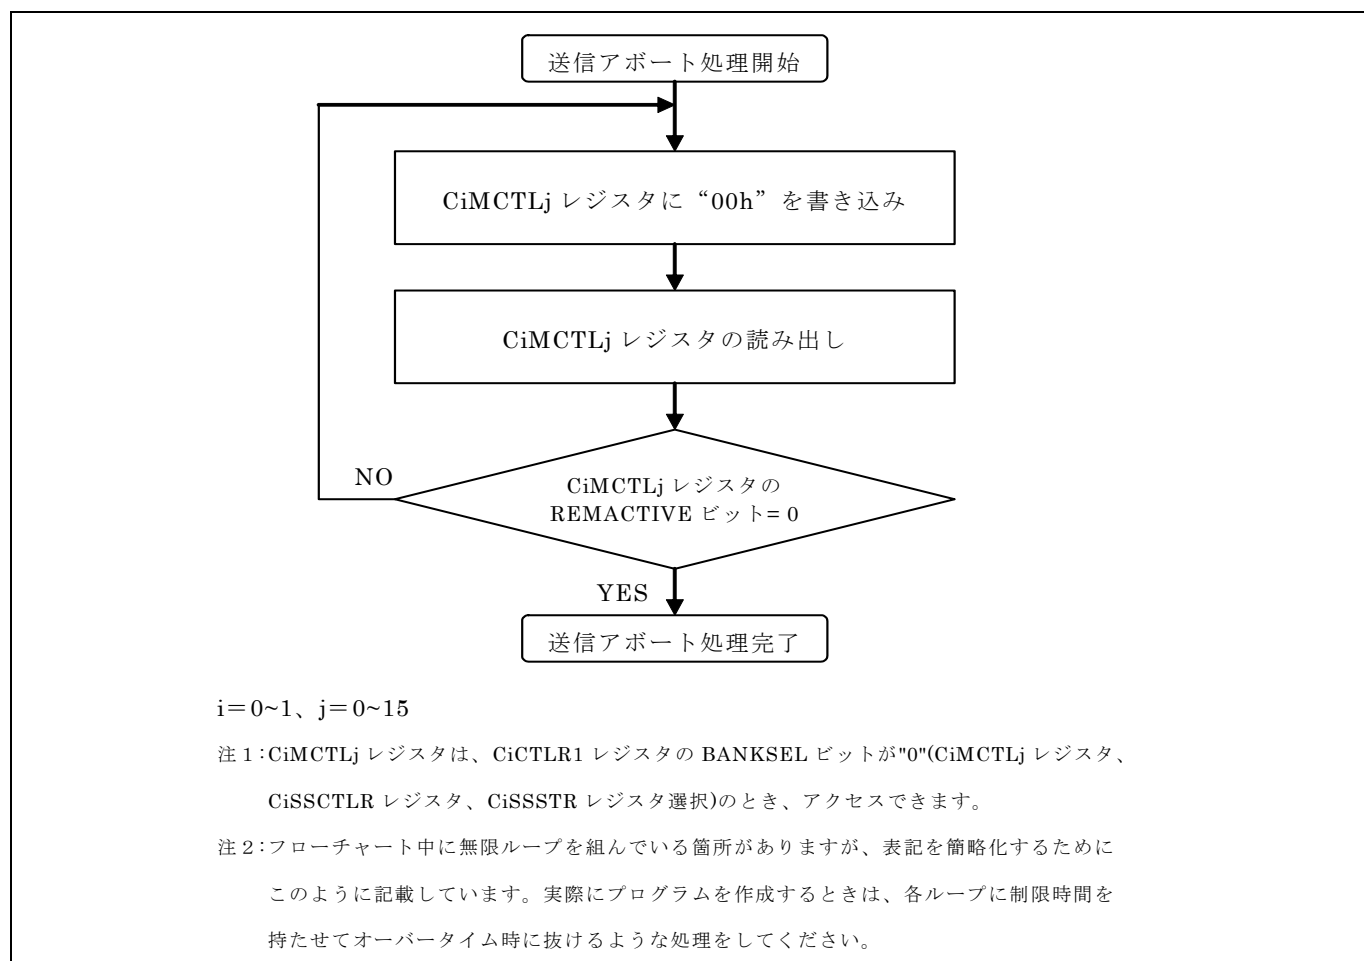 送信アボート処理開始
CiMCTLj レジスタに“00h”を書き込み
CiMCTLj レジスタの読み出し
NO
CiMCTLj レジスタの
REMACTIVE ビット= 0
YES
送信アボート処理完了
i＝0~1、j＝0~15
注１:CiMCTLj レジスタは、CiCTLR1 レジスタの BANKSEL ビットが"0"(CiMCTLj レジスタ、
CiSSCTLR レジスタ、CiSSSTR レジスタ選択)のとき、アクセスできます。
注２:フローチャート中に無限ループを組んでいる箇所がありますが、表記を簡略化するために
このように記載しています。実際にプログラムを作成するときは、各ループに制限時間を
持たせてオーバータイム時に抜けるような処理をしてください。